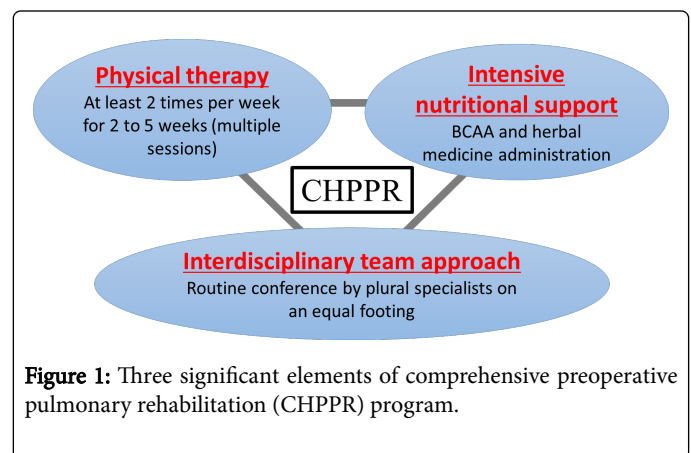 Physical therapy
At least 2 times per week
for 2 to 5 weeks (multiple
sessions)
Intensive
nutritional support
BCAA and herbal
medicine administration
CHPPR
Interdisciplinary team approach
Routine conference by plural specialists on
an equal footing
Figure 1: Three significant elements of comprehensive preoperative
pulmonary rehabilitation (CHPPR) program.